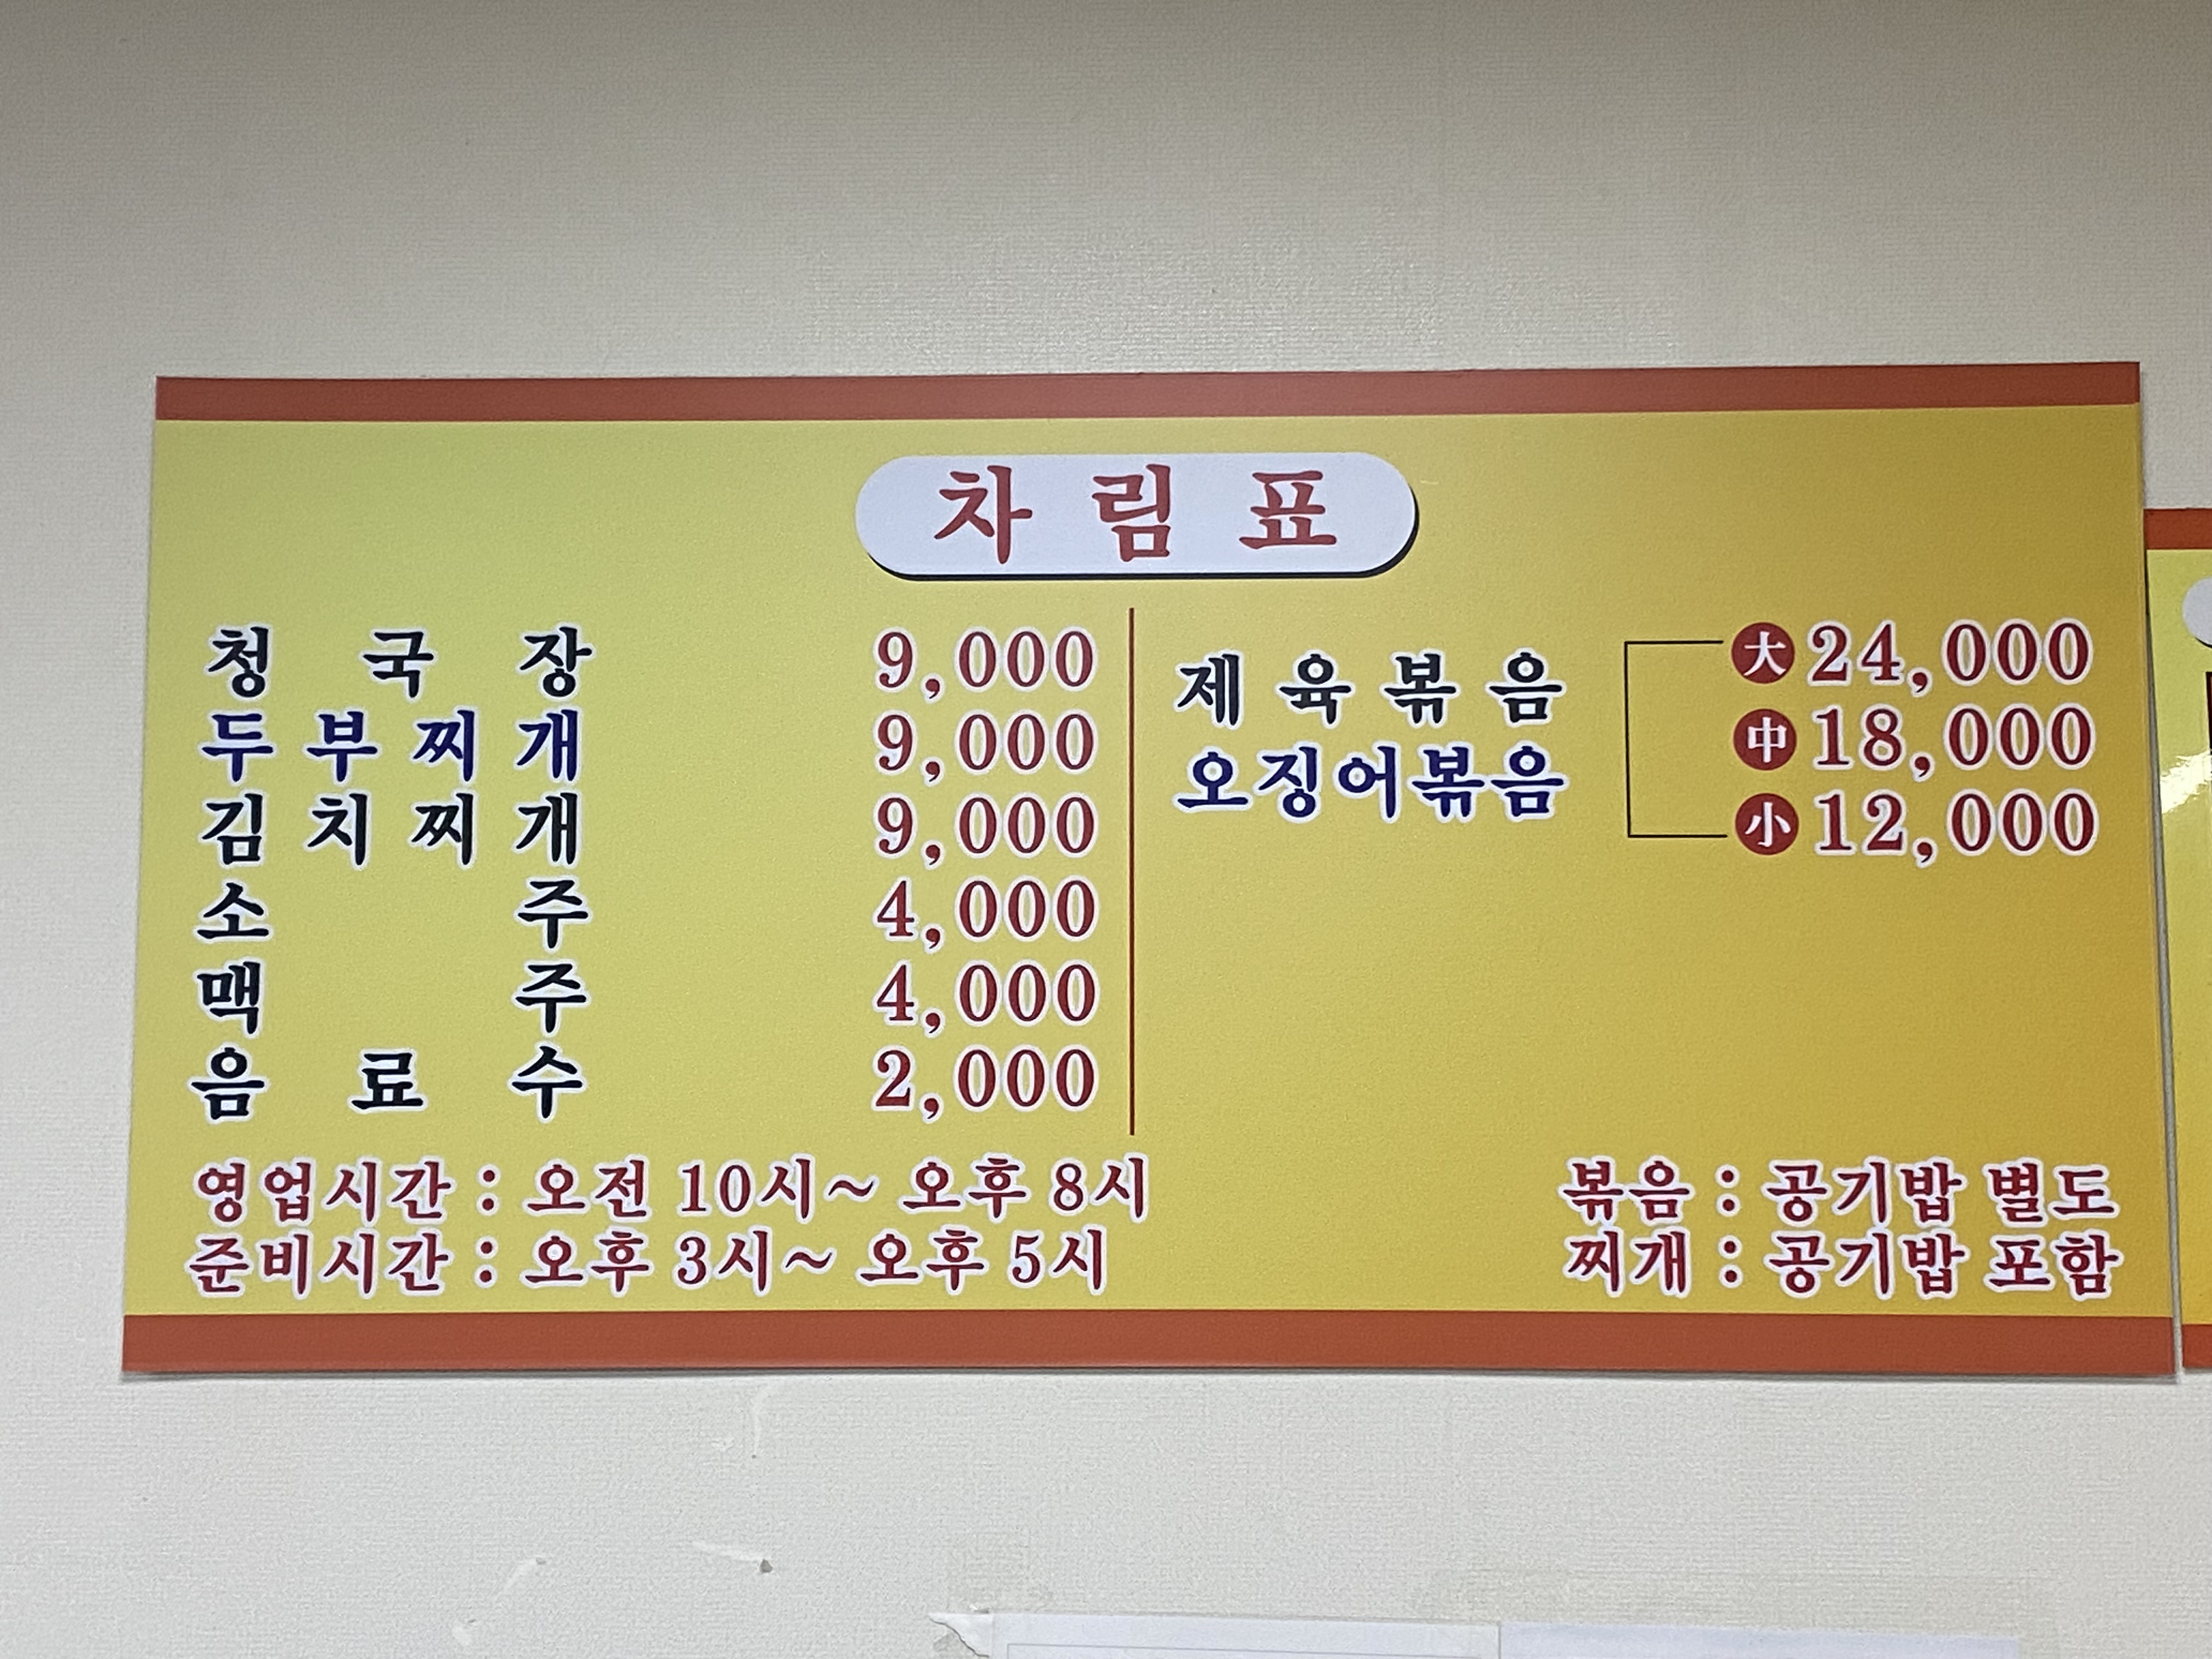 차림표
청국장 9,000
두부찌개 9,000
김치찌개 9,000
소주 4,000
맥주 4,000
음료수 2,000
제육볶음
오징어볶음
大 24,000
中 18,000
小 12,000
영업시간 : 오전 10시~ 오후 8시
준비시간 : 오후 3시~ 오후 5시
볶음 : 공기밥 별도
찌개 : 공기밥 포함